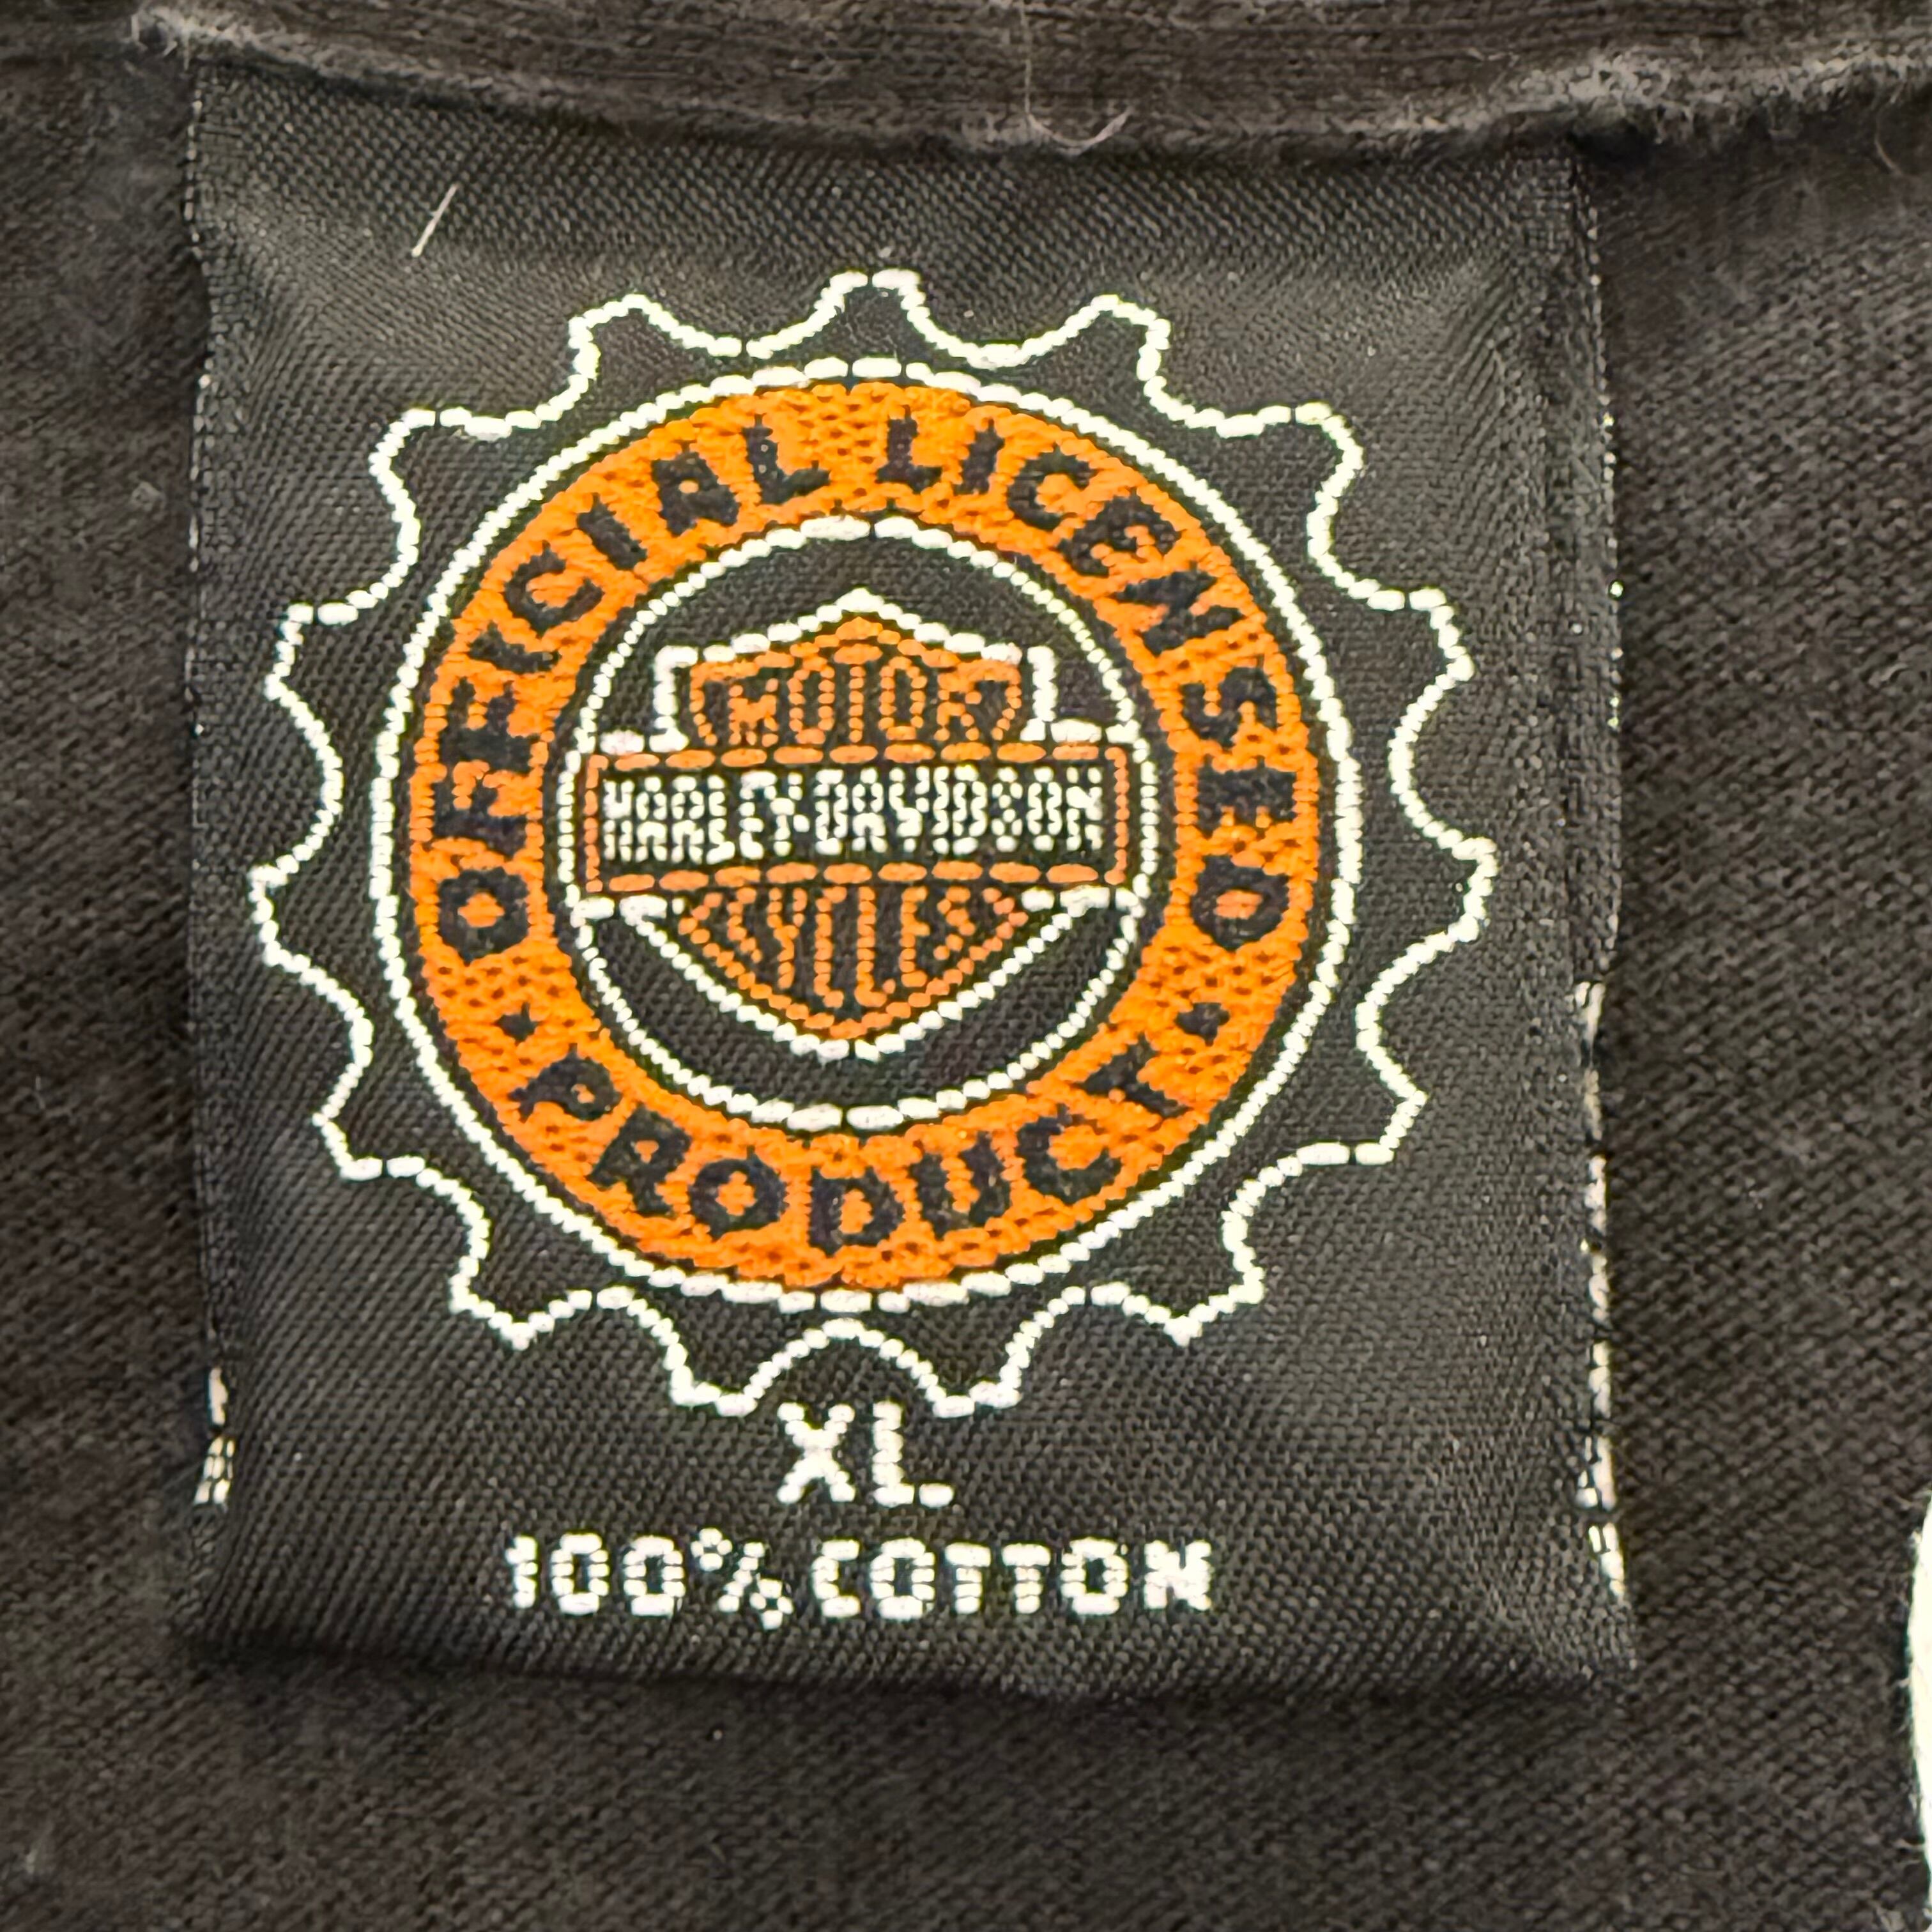 OFFICIAL LICENSED
MOTOR
HARLEY-DAVIDSON
CYCLES
• PRODUCT •
XL
100% COTTON